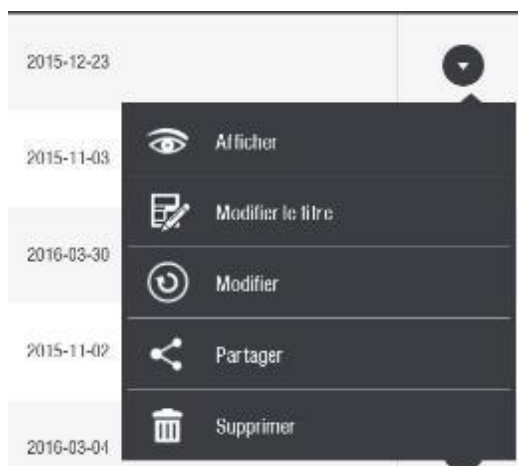 2015-12-23
Afficher
2015-11-03
Modifier le titre
2016-03-30
Modifier
2015-11-02
Partager
Supprimer
2016-03-04